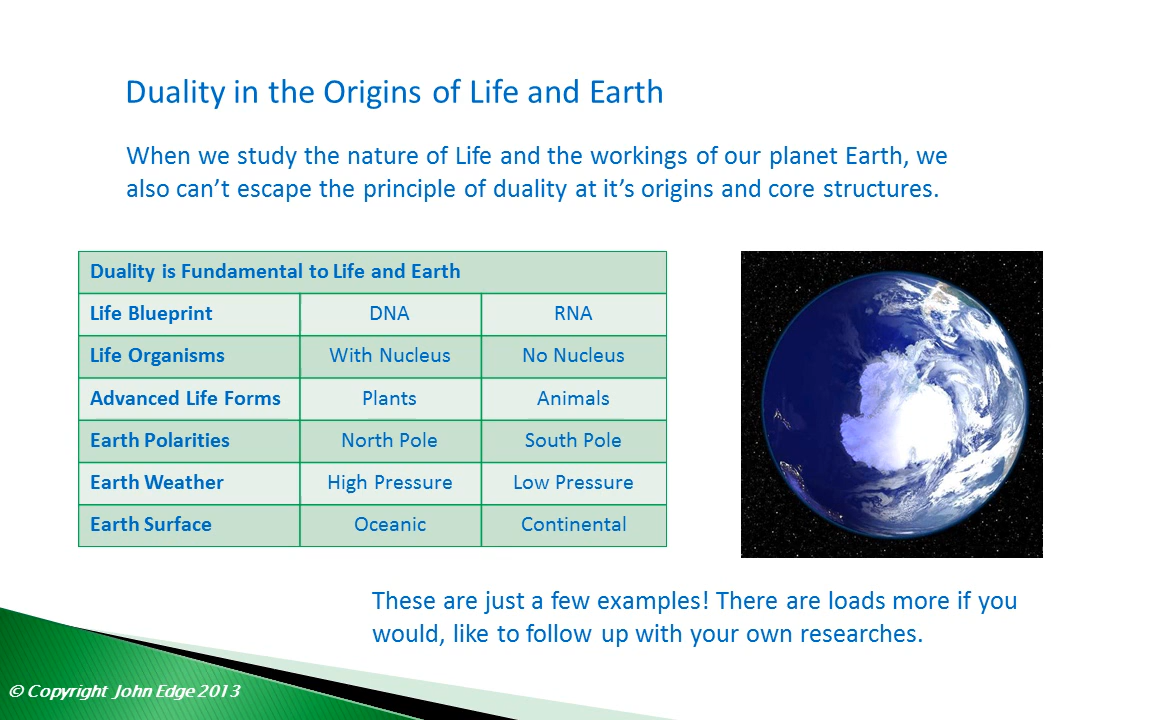 Duality in the Origins of Life and Earth
When we study the nature of Life and the workings of our planet Earth, we
also can’t escape the principle of duality at it’s origins and core structures.
Duality is Fundamental to Life and Earth
Life Blueprint DNA RNA
Life Organisms With Nucleus No Nucleus
Advanced Life Forms Plants Animals
Earth Polarities North Pole South Pole
Earth Weather High Pressure Low Pressure
Earth Surface Oceanic Continental
These are just a few examples! There are loads more if you
would, like to follow up with your own researches.
© Copyright John Edge 2013